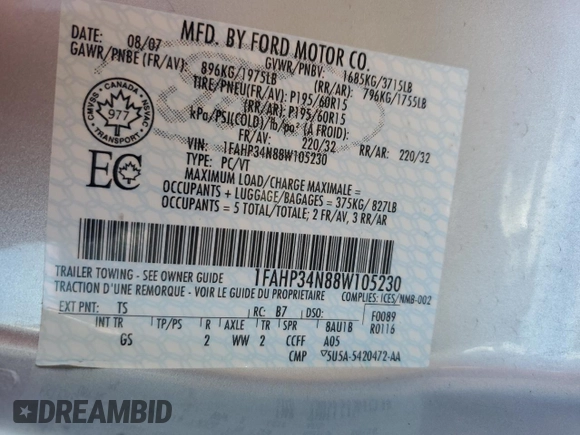 MFD. BY FORD MOTOR CO.
DATE: 08/07 GVWR/PNBV: 1685KG/3715LB
GAWR/PNBE (FR/AV) (RR/AR)
896KG/1975LB 796KG/1755LB
TIRE/PNEU(FR/AV): P195/60R15
(RR/AR): P195/60R15
kPa/PSI(COLD)/lb/po² (A FROID):
FR/AV: 220/32 RR/AR: 220/32
VIN: 1FAHP34N88W105230
TYPE: PC/VT
MAXIMUM LOAD/CHARGE MAXIMALE =
OCCUPANTS + LUGGAGE/BAGAGES = 375KG/ 827LB
OCCUPANTS = 5 TOTAL/TOTALE; 2 FR/AV, 3 RR/AR
CMVSS - CANADA - NSVAC
977
TRANSPORT
EC
TRAILER TOWING - SEE OWNER GUIDE 1FAHP34N88W105230
TRACTION D'UNE REMORQUE - VOIR LE GUIDE DU PROPRIETAIRE COMPLIES: ICES/NMB-002
EXT PNT: TS RC: B7 DSO: F0089
INT TR TP/PS R AXLE TR SPR 8AU1B R0116
GS 2 WW 2 CCFF A05
CMP 5U5A-5420472-AA
DREAMBID